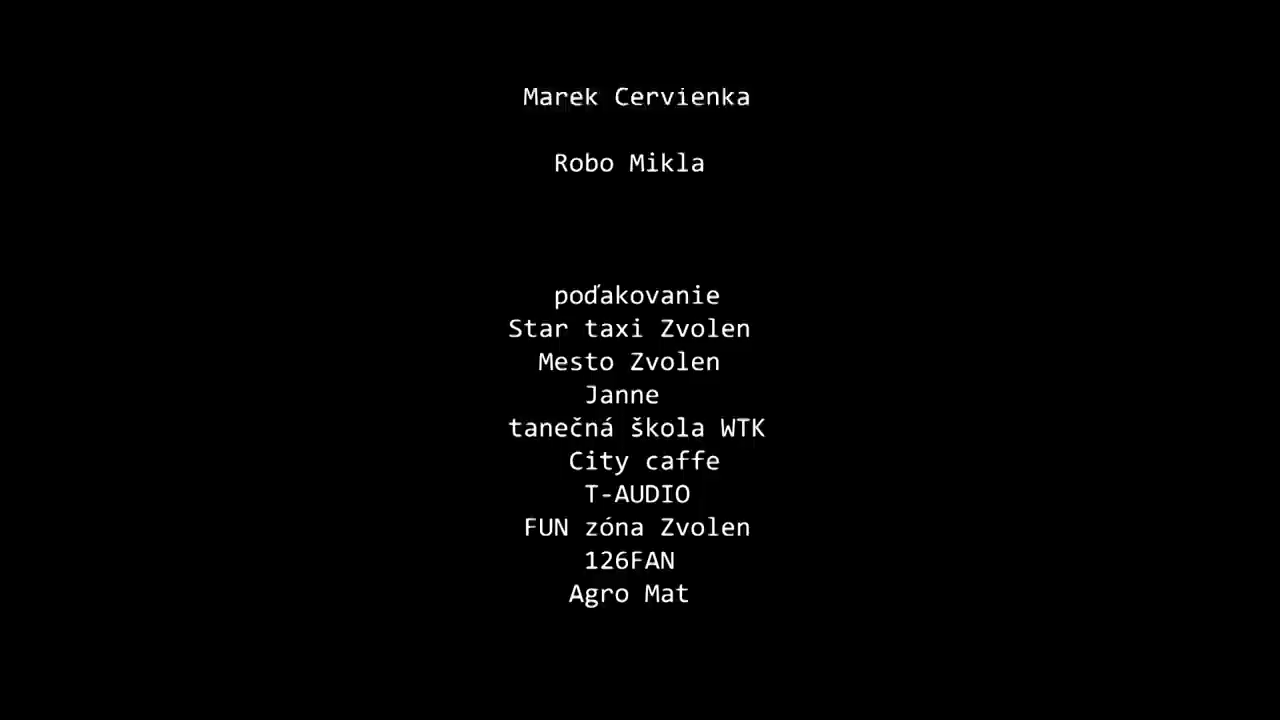 Marek Cervienka
Robo Mikla
poďakovanie
Star taxi Zvolen
Mesto Zvolen
Janne
tanečná škola WTK
City caffe
T-AUDIO
FUN zóna Zvolen
126FAN
Agro Mat